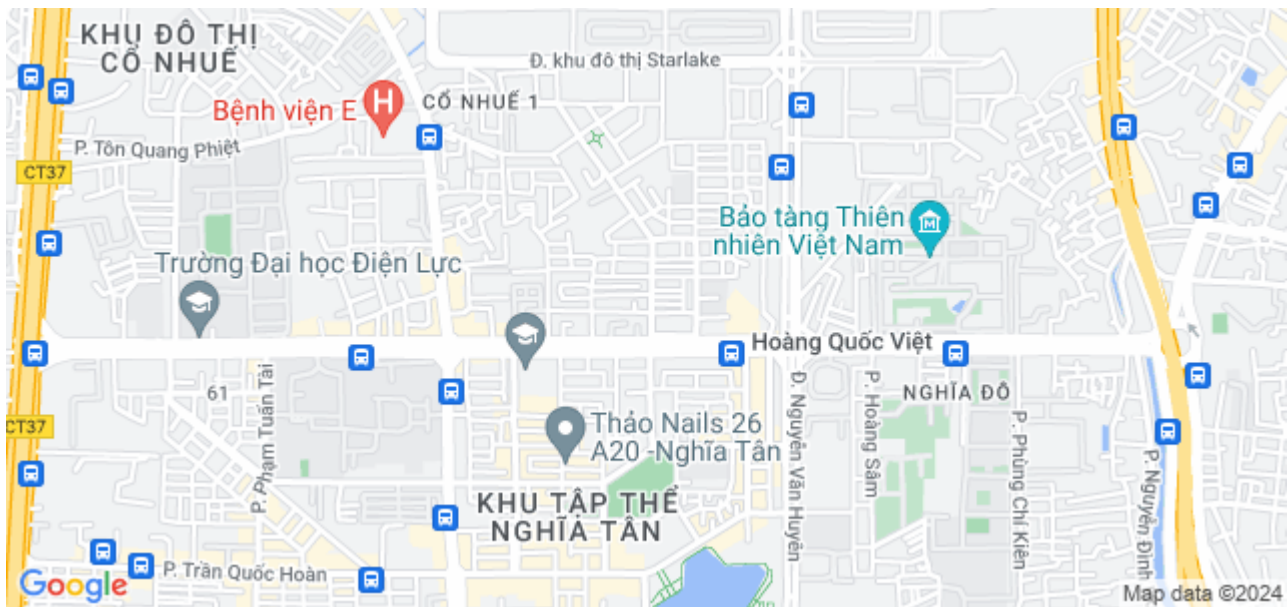 KHU ĐÔ THỊ
CỔ NHUẾ
Đ. khu đô thị Starlake
Bệnh viện E
H
CỔ NHUẾ 1
P. Tôn Quang Phiệt
CT37
Bảo tàng Thiên
nhiên Việt Nam
M
Trường Đại học Điện Lực
Hoàng Quốc Việt
61
P. Phạm Tuấn Tài
NGHĨA ĐÔ
CT37
Thảo Nails 26
A20 -Nghĩa Tân
Đ. Nguyễn Văn Huyên
P. Hoàng Sâm
P. Phùng Chí Kiên
P. Nguyễn Đình
KHU TẬP THỂ
NGHĨA TÂN
P. Trần Quốc Hoàn
Google
Map data ©2024